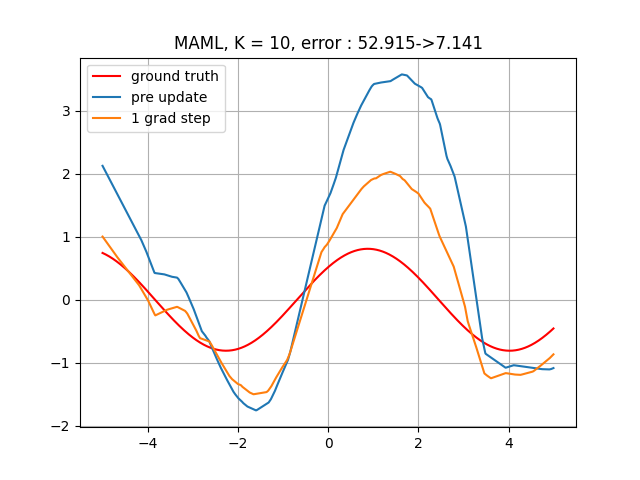 MAML, K = 10, error : 52.915->7.141
ground truth
pre update
1 grad step
3
2
1
0
−1
−2
−4 −2 0 2 4